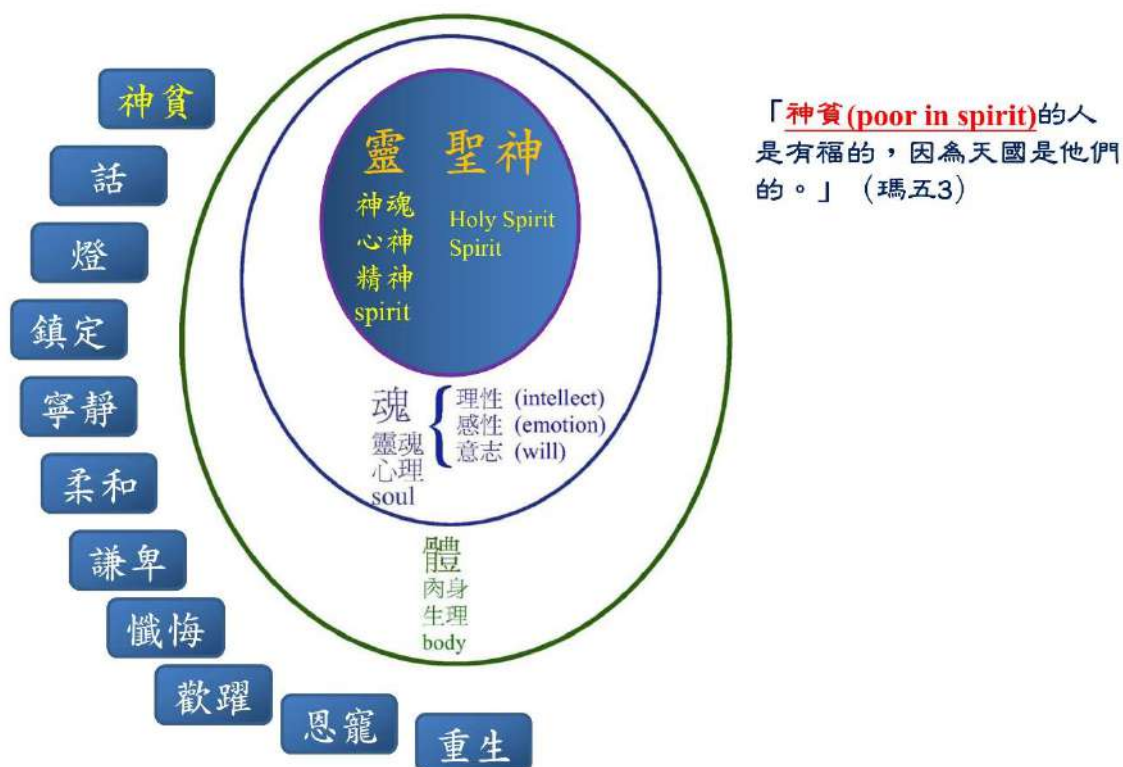 神貧
話
燈
鎮定
寧靜
柔和
謙卑
懺悔
歡躍
恩寵
重生
靈 聖神
神魂
心神
精神
spirit
Holy Spirit
Spirit
魂
靈魂
心理
soul
{
理性 (intellect)
感性 (emotion)
意志 (will)
體
肉身
生理
body
「神貧(poor in spirit)的人
是有福的，因為天國是他們
的。」（瑪五3）